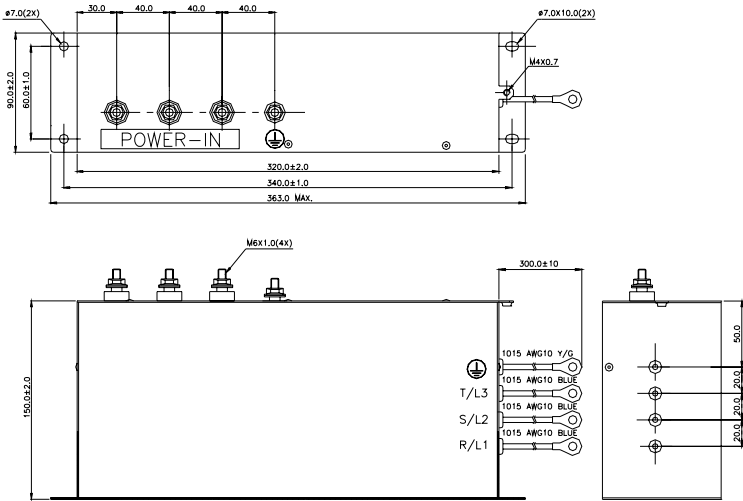 ø7.0(2X)
30.0
40.0
40.0
40.0
ø7.0X10.0(2X)
M4X0.7
90.0±2.0
60.0±1.0
POWER-IN
320.0±2.0
340.0±1.0
363.0 MAX.
M6X1.0(4X)
300.0±10
150.0±2.0
1015 AWG10 Y/G
T/L3
1015 AWG10 BLUE
S/L2
1015 AWG10 BLUE
R/L1
1015 AWG10 BLUE
50.0
20.0
20.0
20.0